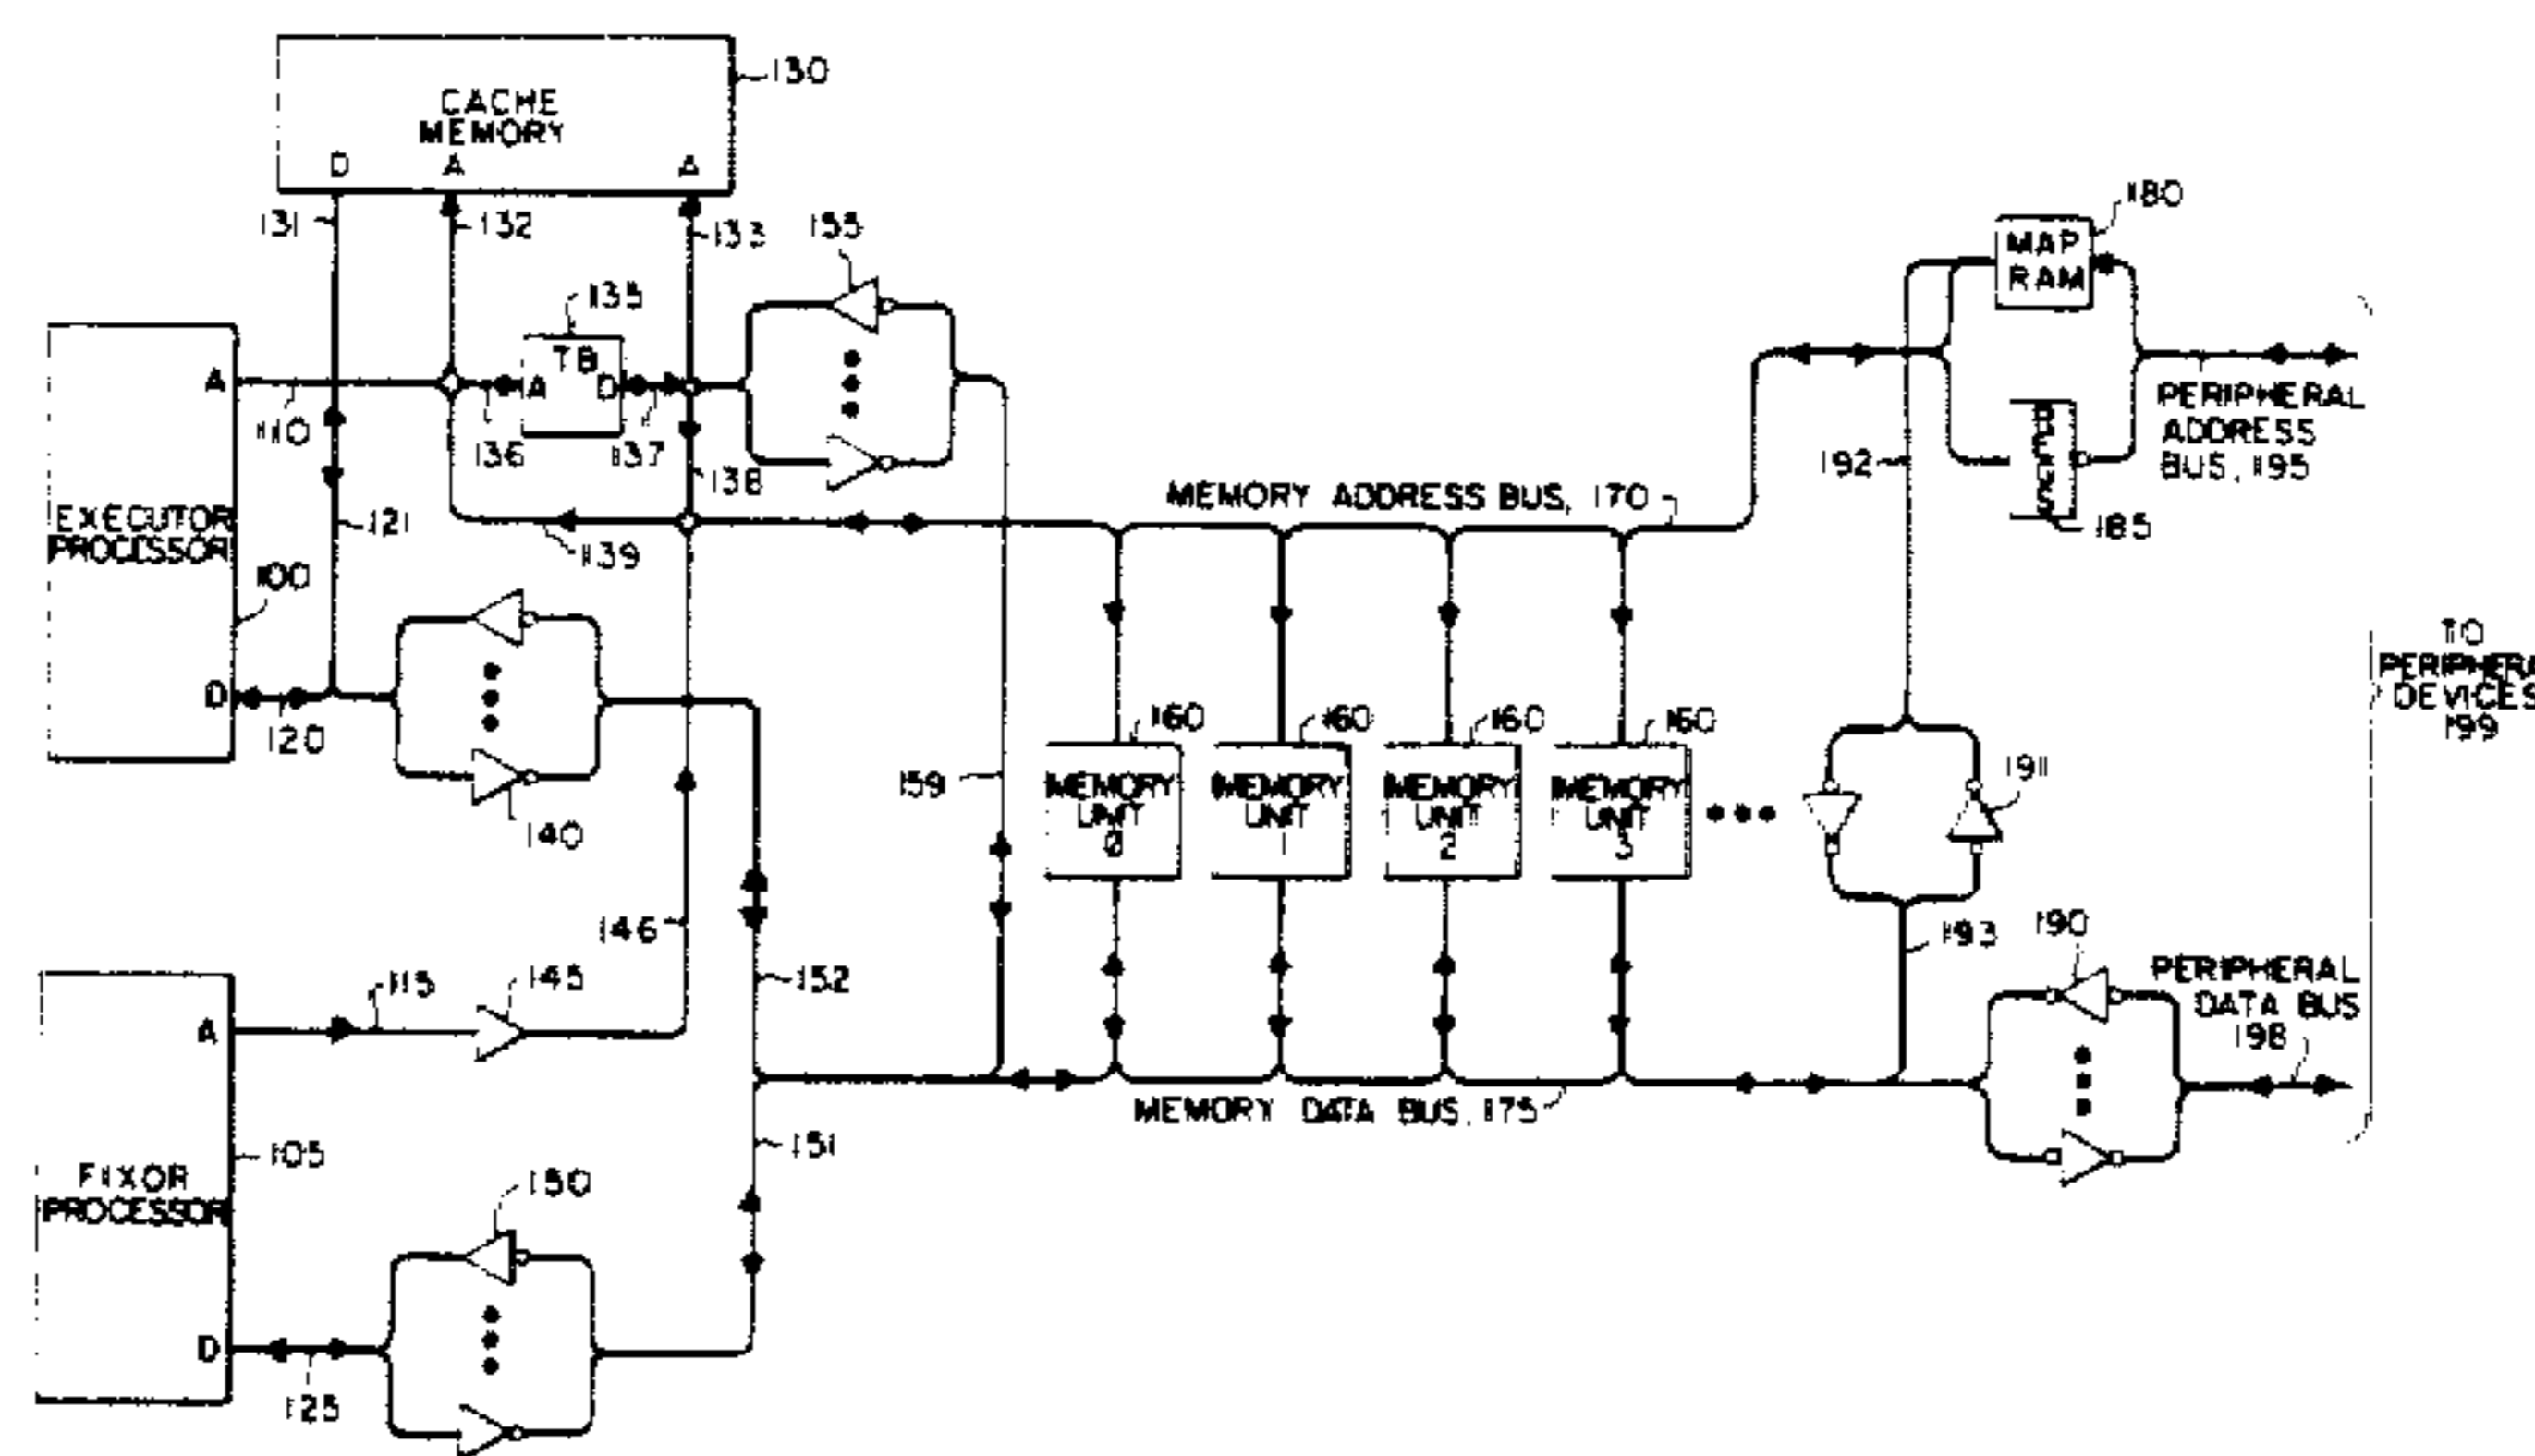 130
CACHE
MEMORY
D A A
131
132
133
155
180
MAP
RAM
135
TB
A
A
D
110
136
137
138
PERIPHERAL
ADDRESS
BUS, 195
192
185
MEMORY ADDRESS BUS, 170
EXECUTOR
PROCESSOR
121
139
100
TO
PERIPHERA
DEVICES
199
D
120
140
160
160
160
160
MEMORY
UNIT
0
MEMORY
UNIT
1
MEMORY
UNIT
2
MEMORY
UNIT
3
159
191
146
152
193
190
PERIPHERAL
DATA BUS
198
115
145
A
MEMORY DATA BUS, 175
105
FIXOR
PROCESSOR
151
150
D
125